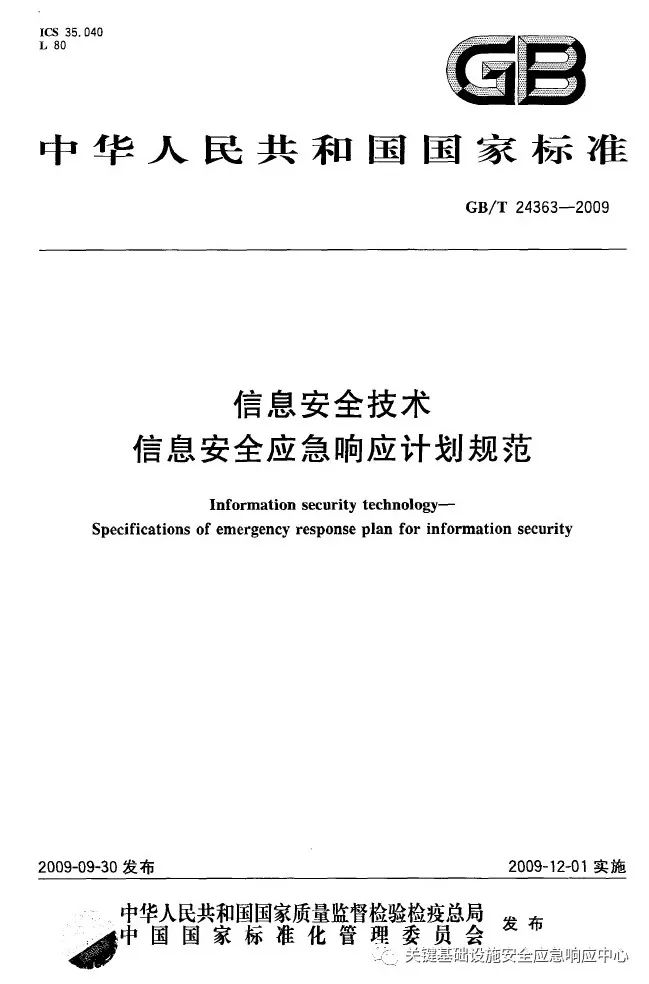 ICS 35.040
L 80
GB
中华人民共和国国家标准
GB/T 24363—2009
信息安全技术
信息安全应急响应计划规范
Information security technology—
Specifications of emergency response plan for information security
2009-09-30 发布
2009-12-01 实施
中华人民共和国国家质量监督检验检疫总局
中国国家标准化管理委员会
发布
关键基础设施安全应急响应中心